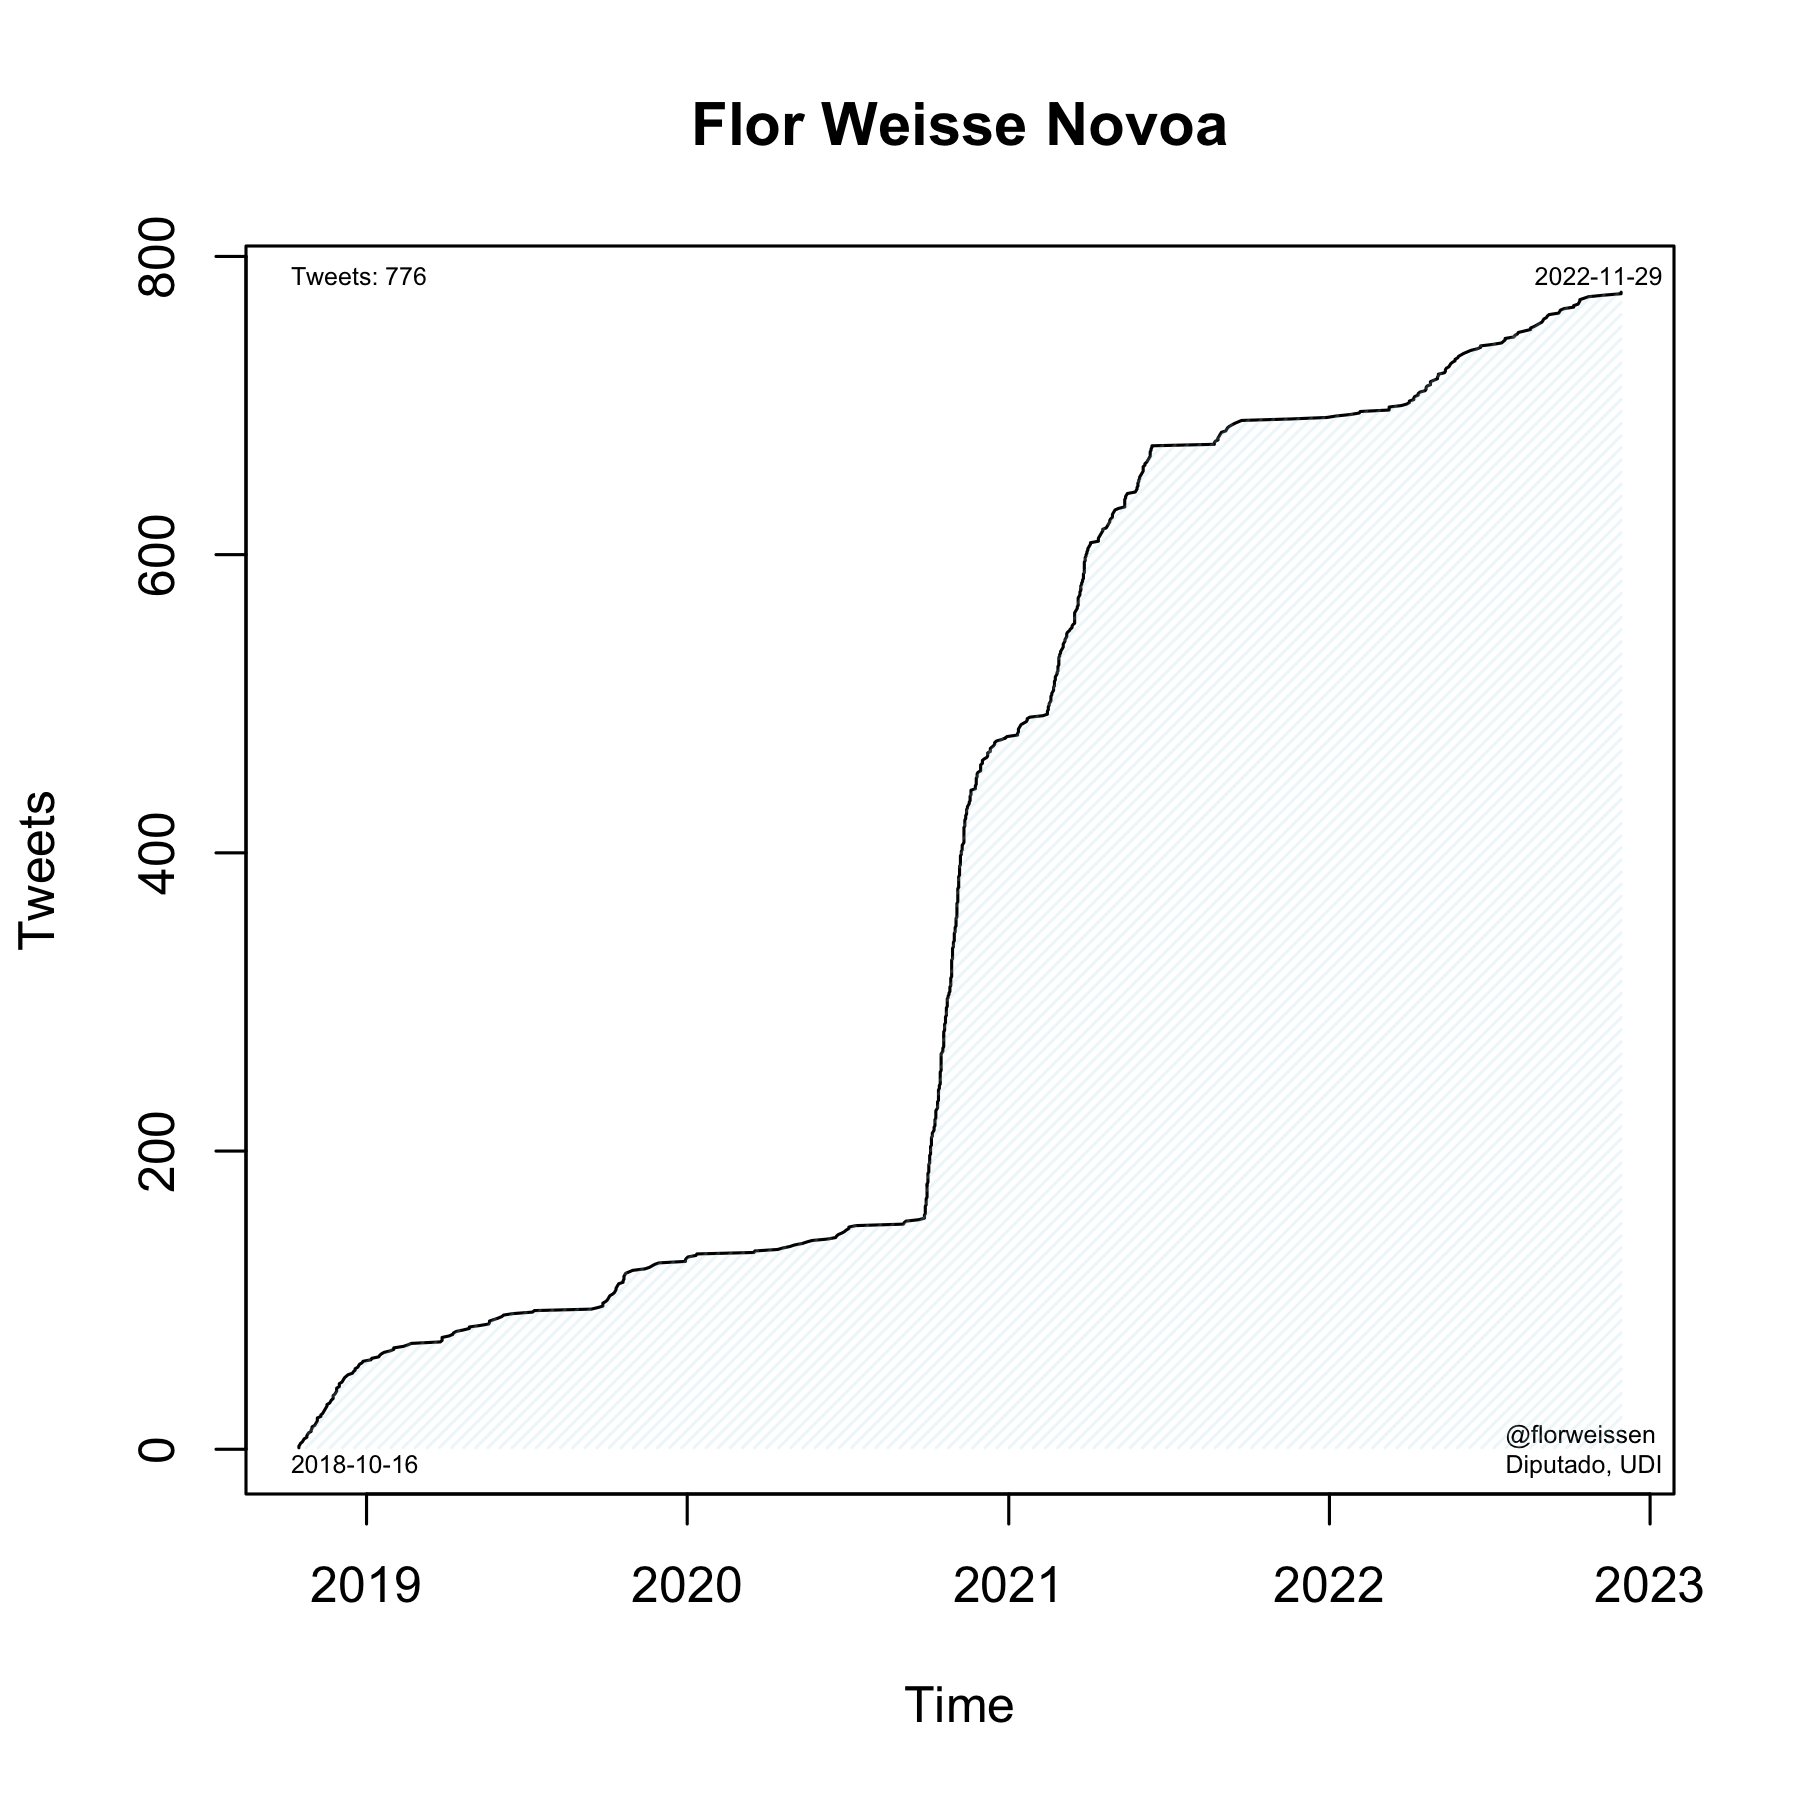 Flor Weisse Novoa
Tweets: 776
2022-11-29
800
600
400
200
0
Tweets
@florweissen
Diputado, UDI
2018-10-16
2019
2020
2021
2022
2023
Time